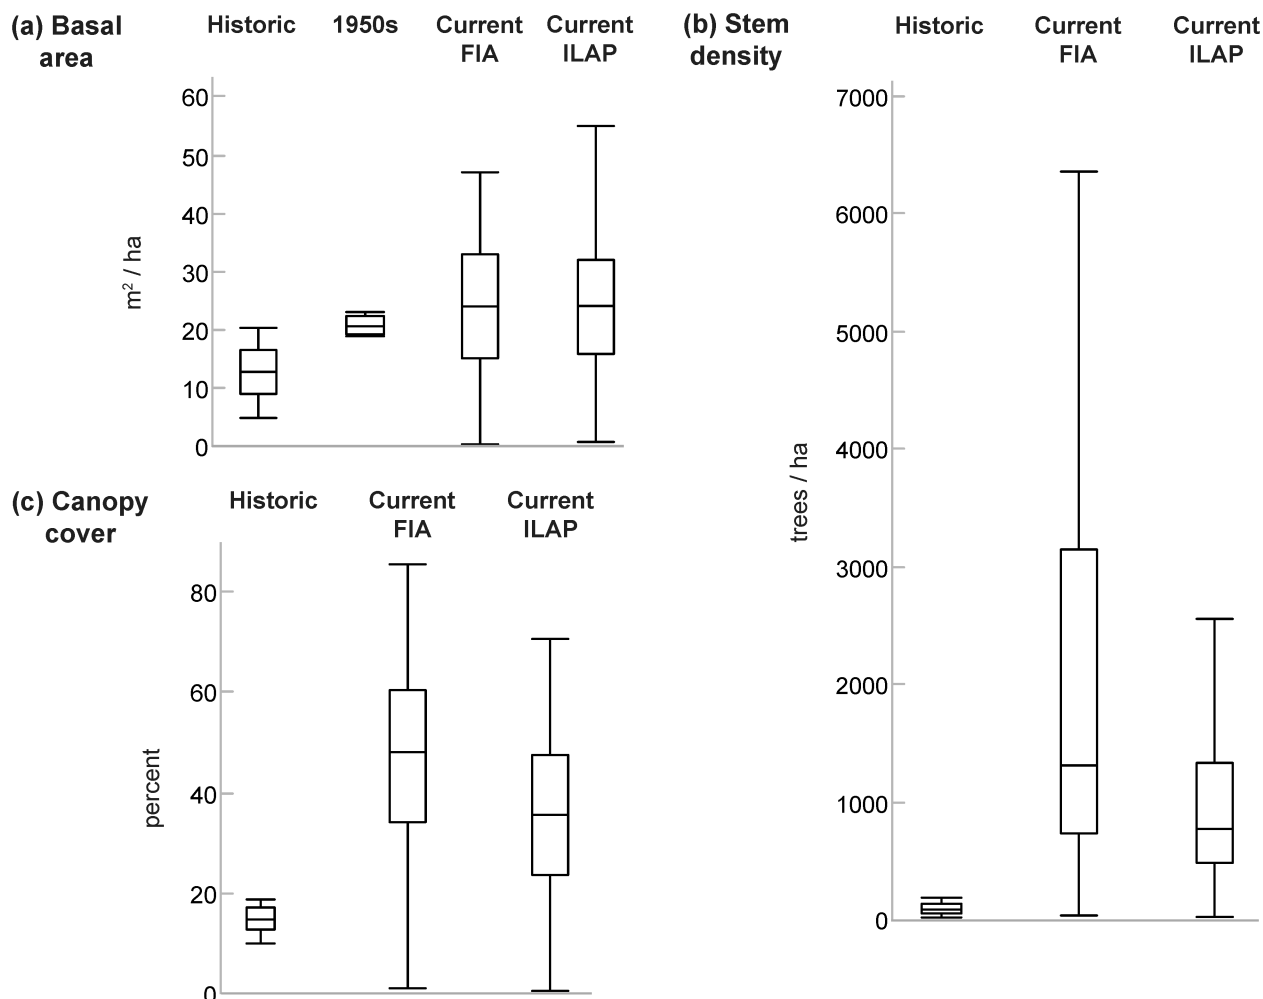 (a) Basal
area
Historic
1950s
Current
FIA
Current
ILAP
60
50
40
30
20
10
0
m² / ha
(b) Stem
density
Historic
Current
FIA
Current
ILAP
7000
6000
5000
4000
3000
2000
1000
0
trees / ha
(c) Canopy
cover
Historic
Current
FIA
Current
ILAP
80
60
40
20
0
percent